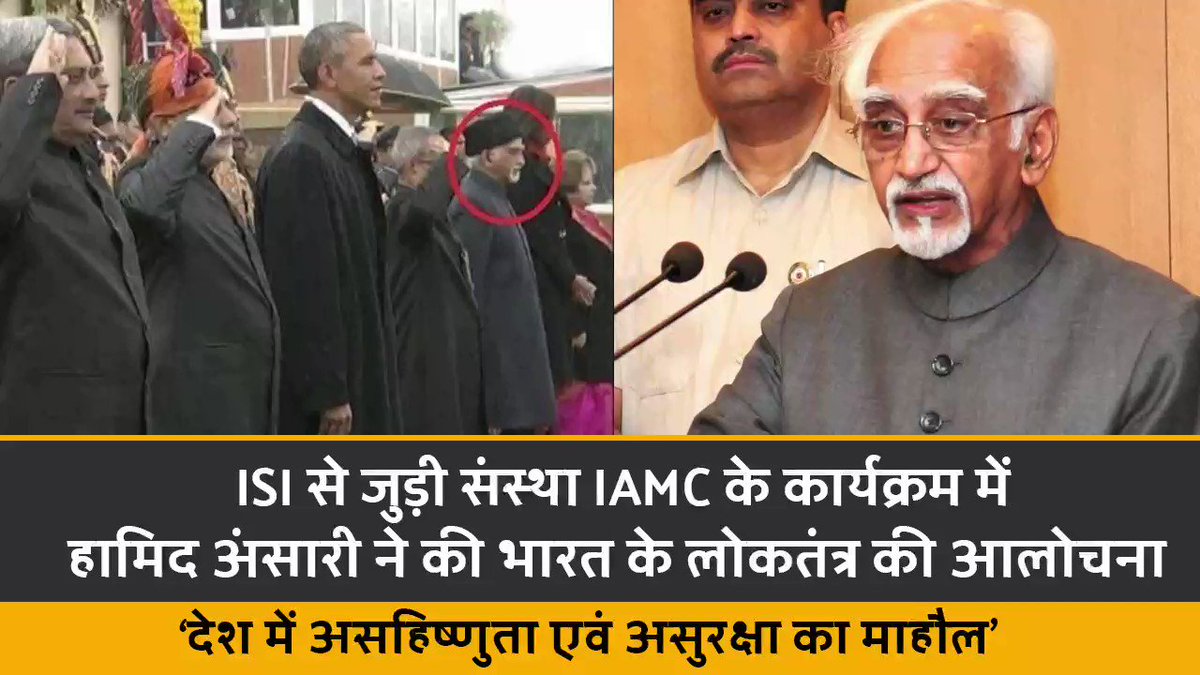 ISI से जुड़ी संस्था IAMC के कार्यक्रम में
हामिद अंसारी ने की भारत के लोकतंत्र की आलोचना
‘देश में असहिष्णुता एवं असुरक्षा का माहौल’